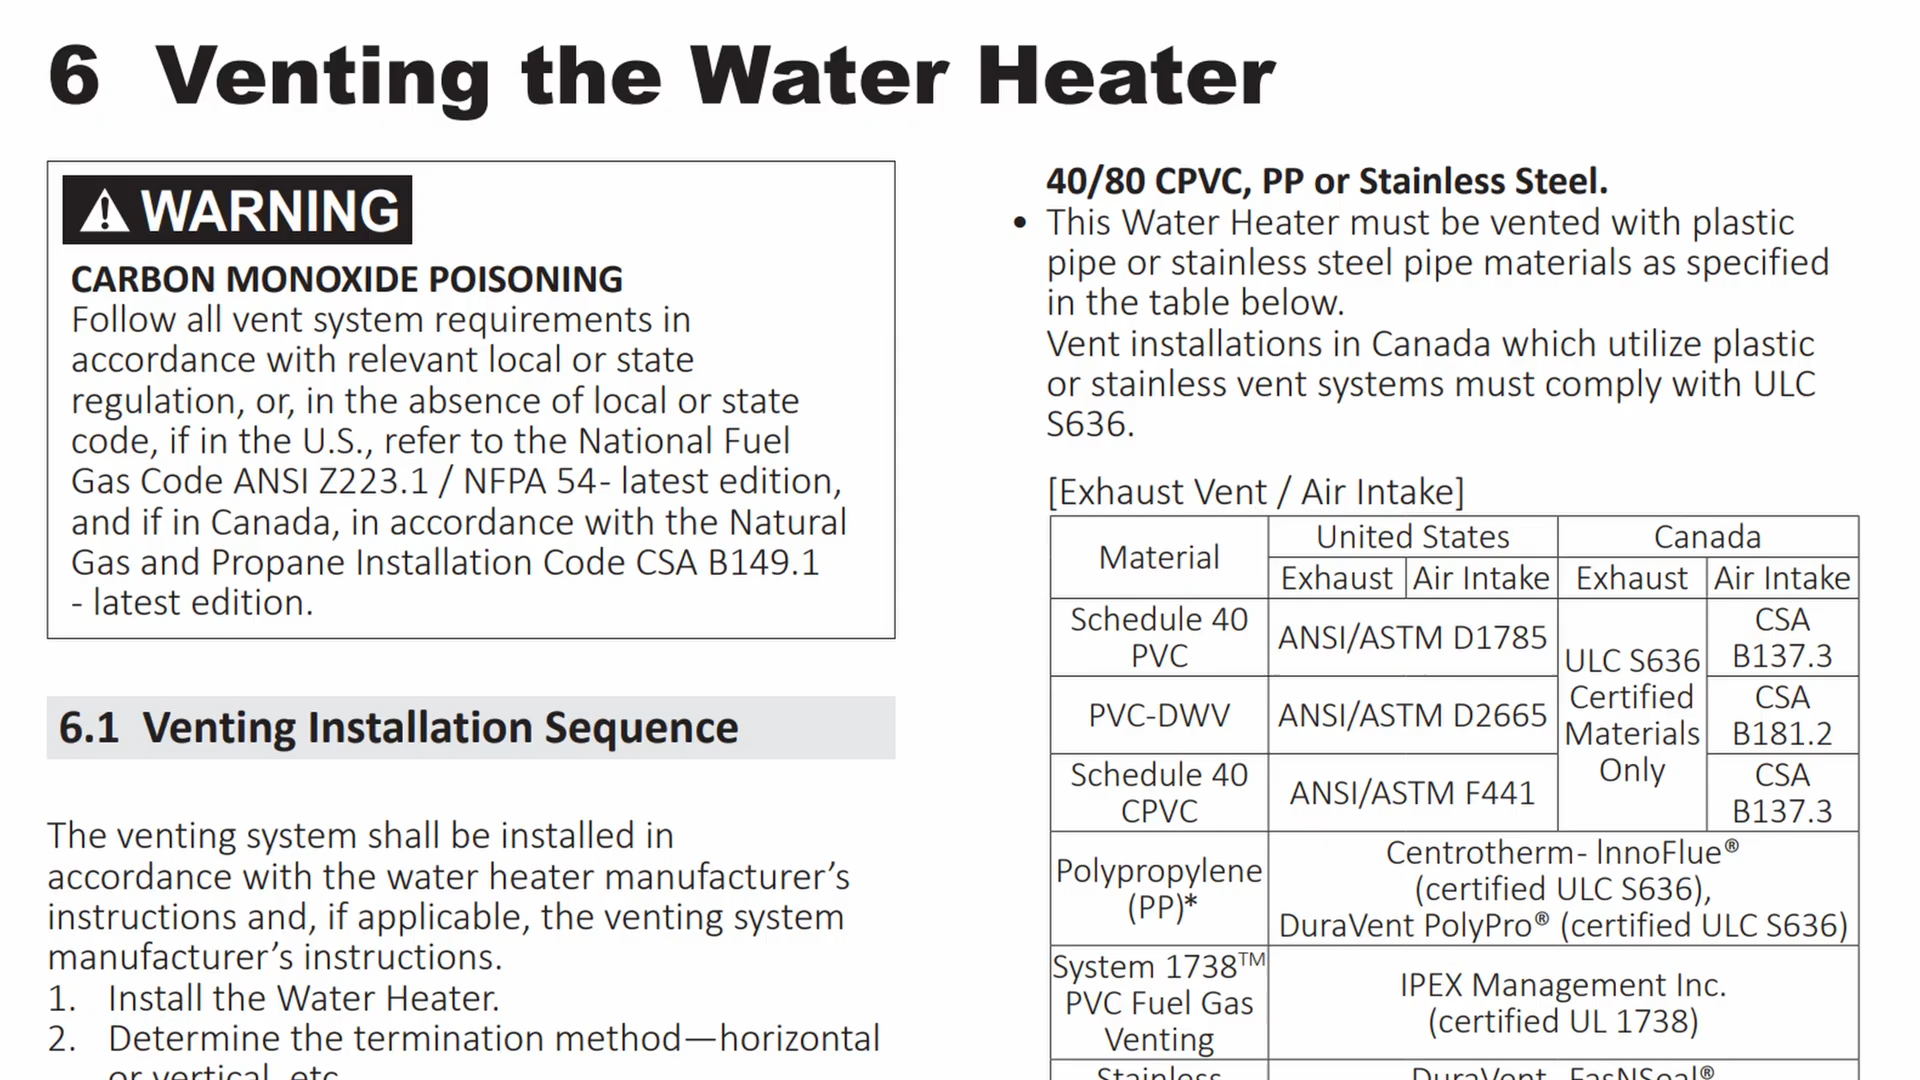 6 Venting the Water Heater
WARNING
CARBON MONOXIDE POISONING
Follow all vent system requirements in
accordance with relevant local or state
regulation, or, in the absence of local or state
code, if in the U.S., refer to the National Fuel
Gas Code ANSI Z223.1 / NFPA 54- latest edition,
and if in Canada, in accordance with the Natural
Gas and Propane Installation Code CSA B149.1
- latest edition.
6.1 Venting Installation Sequence
The venting system shall be installed in
accordance with the water heater manufacturer’s
instructions and, if applicable, the venting system
manufacturer’s instructions.
1. Install the Water Heater.
2. Determine the termination method—horizontal
or vertical, etc.
40/80 CPVC, PP or Stainless Steel.
• This Water Heater must be vented with plastic
pipe or stainless steel pipe materials as specified
in the table below.
Vent installations in Canada which utilize plastic
or stainless vent systems must comply with ULC
S636.
[Exhaust Vent / Air Intake]
Material
United States
Canada
Exhaust
Air Intake
Exhaust
Air Intake
Schedule 40
PVC
ANSI/ASTM D1785
ULC S636
Certified
Materials
Only
CSA
B137.3
PVC-DWV
ANSI/ASTM D2665
CSA
B181.2
Schedule 40
CPVC
ANSI/ASTM F441
CSA
B137.3
Polypropylene
(PP)*
Centrotherm- InnoFlue®
(certified ULC S636),
DuraVent PolyPro® (certified ULC S636)
System 1738™
PVC Fuel Gas
Venting
IPEX Management Inc.
(certified UL 1738)
Stainless
DuraVent- FasNSeal®